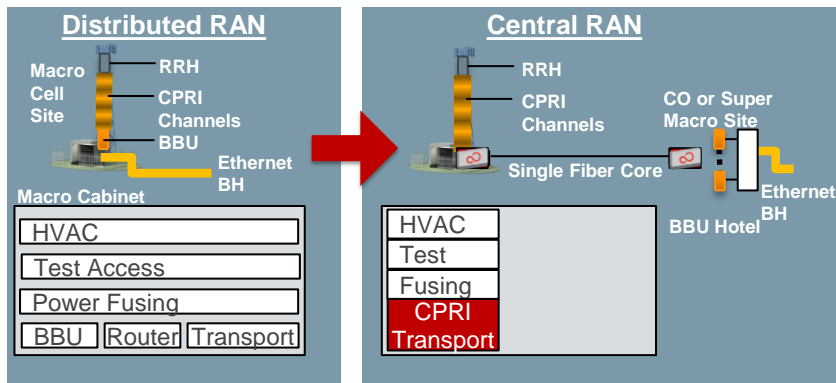 Distributed RAN
Macro
Cell
Site
RRH
CPRI
Channels
BBU
Ethernet
BH
Macro Cabinet
HVAC
Test Access
Power Fusing
BBU Router Transport
Central RAN
RRH
CPRI
Channels
Single Fiber Core
CO or Super
Macro Site
Ethernet
BH
BBU Hotel
HVAC
Test
Fusing
CPRI
Transport